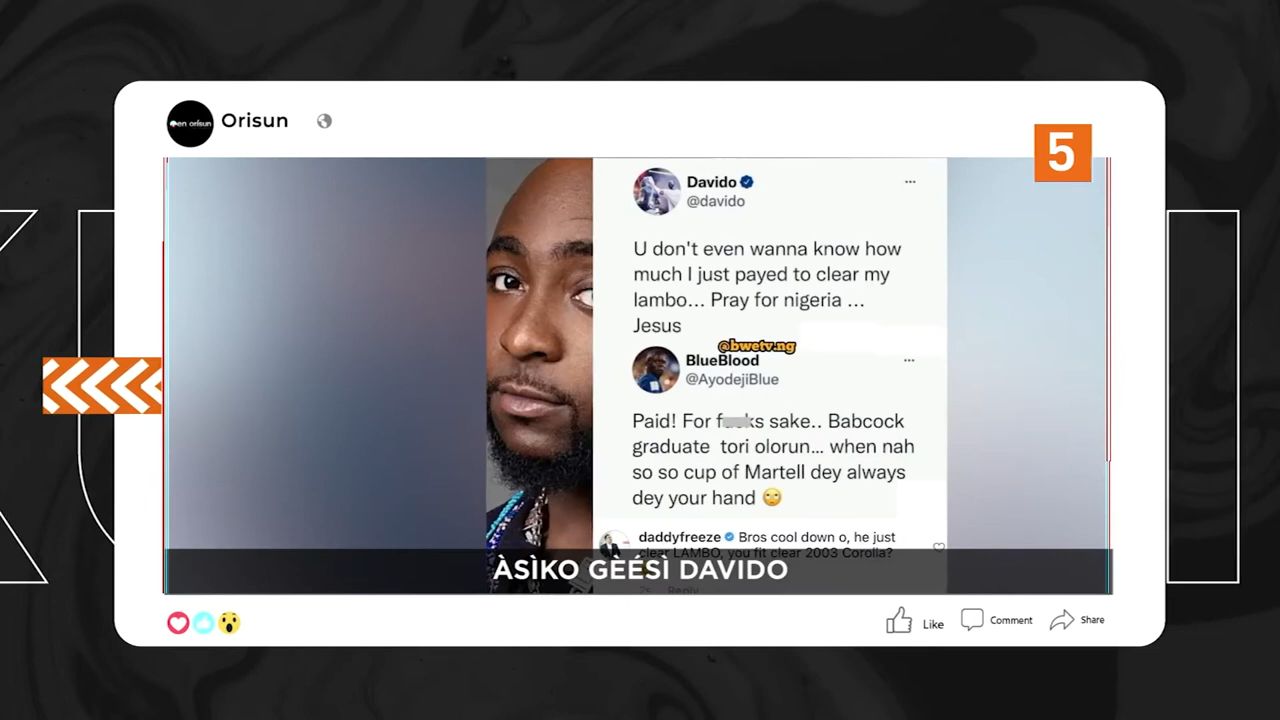 en orisun
Orisun
5
Davido
@davido
U don't even wanna know how
much I just payed to clear my
lambo... Pray for nigeria ...
Jesus
@bwetv.ng
BlueBlood
@AyodejiBlue
Paid! For f ks sake.. Babcock
graduate tori olorun... when nah
so so cup of Martell dey always
dey your hand 🙄
daddyfreeze Bros cool down o, he just
clear LAMBO, you fit clear 2003 Corolla?
Reply
ÀSÌKO GÈÉSÌ DAVIDO
Like
Comment
Share